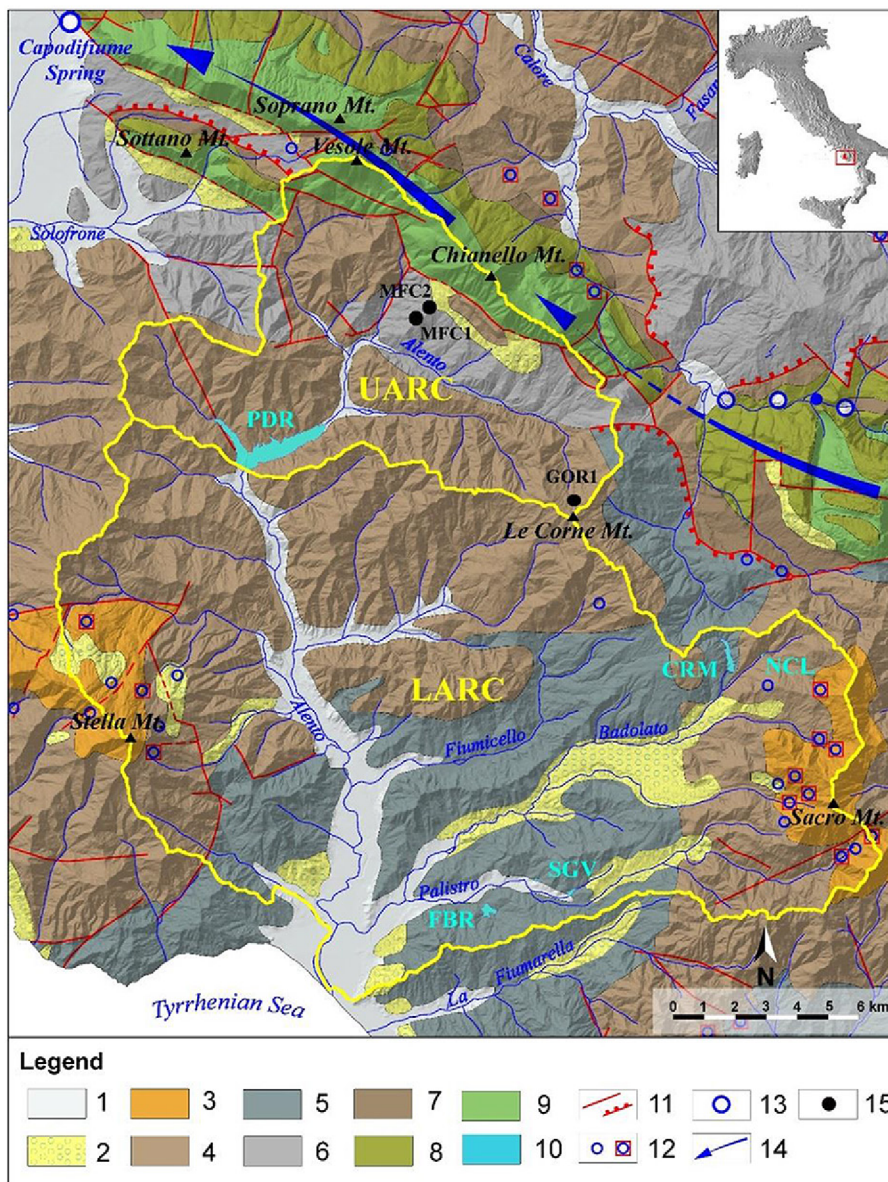 Capodifiume
Spring
Calore
Fasan
Soprano Mt.
Sottano Mt.
Vesole Mt.
Solofrone
Chianello Mt.
MFC2
MFC1
Alento
UARC
PDR
GOR1
Le Corne Mt.
CRM
NCL
LARC
Alento
Stella Mt.
Fiumicello
Badolato
Sacro Mt.
SGV
Palistro
FBR
La Fiumarella
N
Tyrrhenian Sea
0 1 2 3 4 5 6 km
Legend
1 3 5 7 9 11 13 15
2 4 6 8 10 12 14